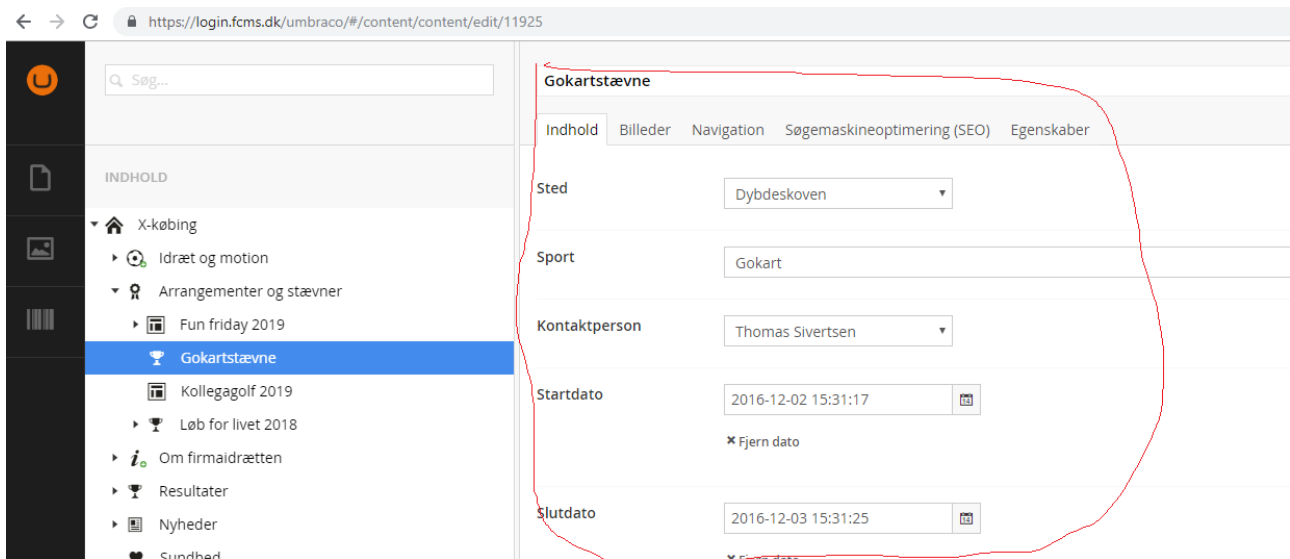 https://login.fcms.dk/umbraco/#/content/content/edit/11925
Søg...
INDHOLD
X-købing
Idræt og motion
Arrangementer og stævner
Fun friday 2019
Gokartstævne
Kollegagolf 2019
Løb for livet 2018
Om firmaidrætten
Resultater
Nyheder
Sundhed
Gokartstævne
Indhold Billeder Navigation Søgemaskineoptimering (SEO) Egenskaber
Sted Dybdeskoven
Sport Gokart
Kontaktperson Thomas Sivertsen
Startdato 2016-12-02 15:31:17
Fjern dato
Slutdato 2016-12-03 15:31:25
Fjern dato